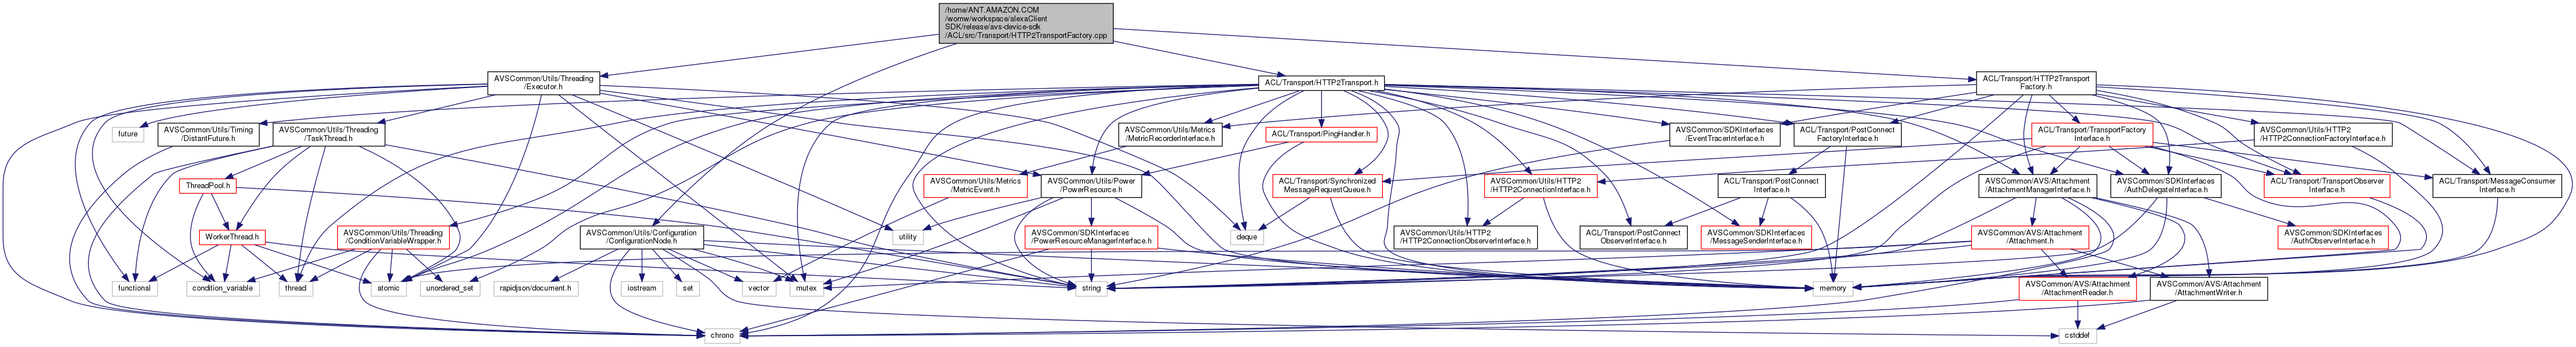 /home/ANT.AMAZON.COM
/womw/workspace/alexaClient
SDK/release/avs-device-sdk
/ACL/src/Transport/HTTP2TransportFactory.cpp
AVSCommon/Utils/Threading
/Executor.h
ACL/Transport/HTTP2Transport.h
ACL/Transport/HTTP2Transport
Factory.h
future
AVSCommon/Utils/Timing
/DistantFuture.h
AVSCommon/Utils/Threading
/TaskThread.h
AVSCommon/Utils/Metrics
/MetricRecorderInterface.h
ACL/Transport/PingHandler.h
AVSCommon/SDKInterfaces
/EventTracerInterface.h
ACL/Transport/PostConnect
FactoryInterface.h
ACL/Transport/TransportFactory
Interface.h
AVSCommon/Utils/HTTP2
/HTTP2ConnectionFactoryInterface.h
ThreadPool.h
AVSCommon/Utils/Metrics
/MetricEvent.h
AVSCommon/Utils/Power
/PowerResource.h
ACL/Transport/Synchronized
MessageRequestQueue.h
AVSCommon/Utils/HTTP2
/HTTP2ConnectionInterface.h
ACL/Transport/PostConnect
Interface.h
AVSCommon/AVS/Attachment
/AttachmentManagerInterface.h
AVSCommon/SDKInterfaces
/AuthDelegateInterface.h
ACL/Transport/TransportObserver
Interface.h
ACL/Transport/MessageConsumer
Interface.h
WorkerThread.h
AVSCommon/Utils/Threading
/ConditionVariableWrapper.h
AVSCommon/Utils/Configuration
/ConfigurationNode.h
utility
AVSCommon/SDKInterfaces
/PowerResourceManagerInterface.h
deque
AVSCommon/Utils/HTTP2
/HTTP2ConnectionObserverInterface.h
ACL/Transport/PostConnect
ObserverInterface.h
AVSCommon/SDKInterfaces
/MessageSenderInterface.h
AVSCommon/AVS/Attachment
/Attachment.h
AVSCommon/SDKInterfaces
/AuthObserverInterface.h
functional
condition_variable
thread
atomic
unordered_set
rapidjson/document.h
iostream
set
vector
mutex
string
memory
AVSCommon/AVS/Attachment
/AttachmentReader.h
AVSCommon/AVS/Attachment
/AttachmentWriter.h
chrono
cstddef